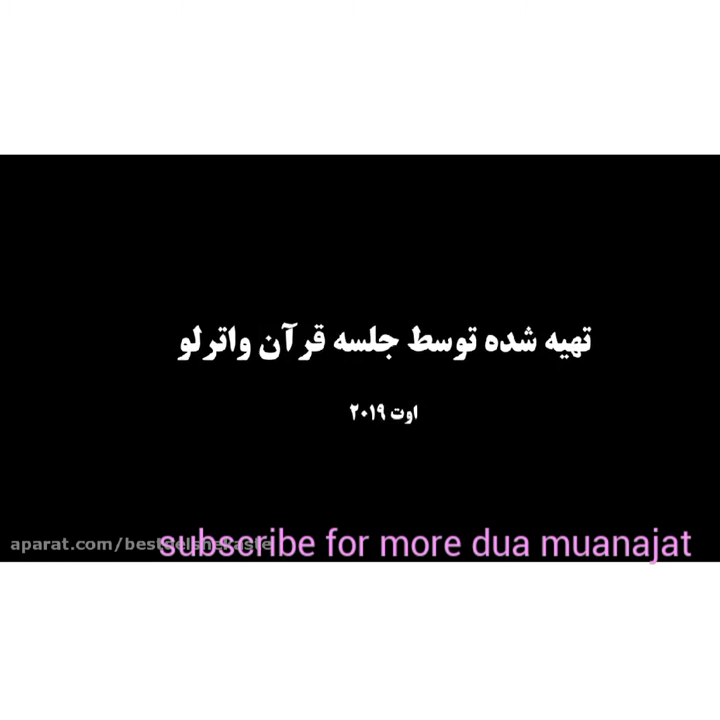 تهیه شده توسط جلسه قرآن واترلو
اوت ۲۰۱۹
subscribe for more dua muanajat